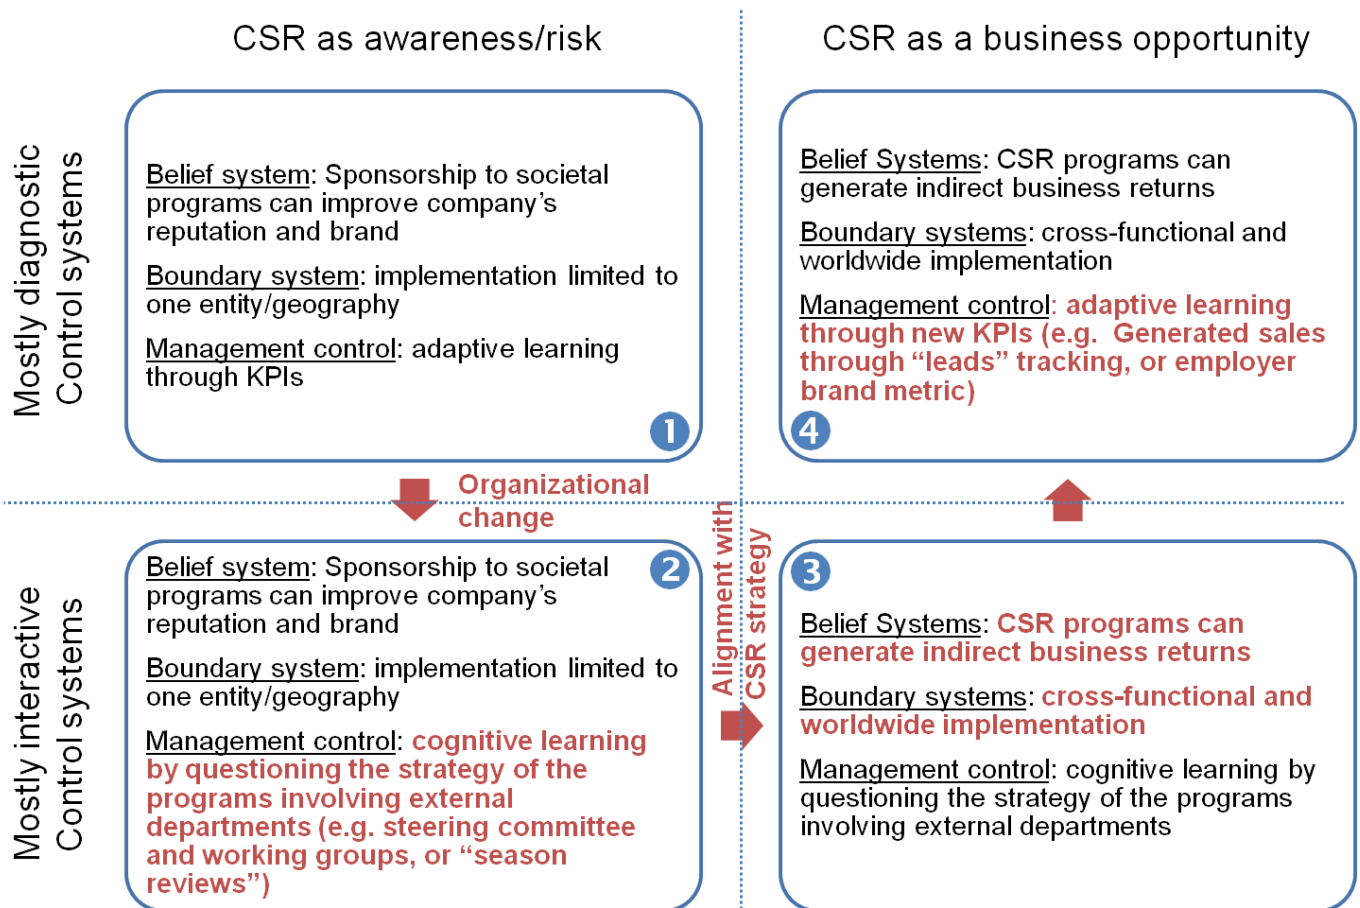 CSR as awareness/risk
CSR as a business opportunity
Mostly diagnostic
Control systems
Belief system: Sponsorship to societal
programs can improve company’s
reputation and brand
Boundary system: implementation limited to
one entity/geography
Management control: adaptive learning
through KPIs
1
Belief Systems: CSR programs can
generate indirect business returns
Boundary systems: cross-functional and
worldwide implementation
Management control: adaptive learning
through new KPIs (e.g. Generated sales
through “leads” tracking, or employer
brand metric)
4
Organizational
change
Mostly interactive
Control systems
Belief system: Sponsorship to societal
programs can improve company’s
reputation and brand
Boundary system: implementation limited to
one entity/geography
Management control: cognitive learning
by questioning the strategy of the
programs involving external
departments (e.g. steering committee
and working groups, or “season
reviews”)
2
Alignment with
CSR strategy
3
Belief Systems: CSR programs can
generate indirect business returns
Boundary systems: cross-functional and
worldwide implementation
Management control: cognitive learning by
questioning the strategy of the programs
involving external departments